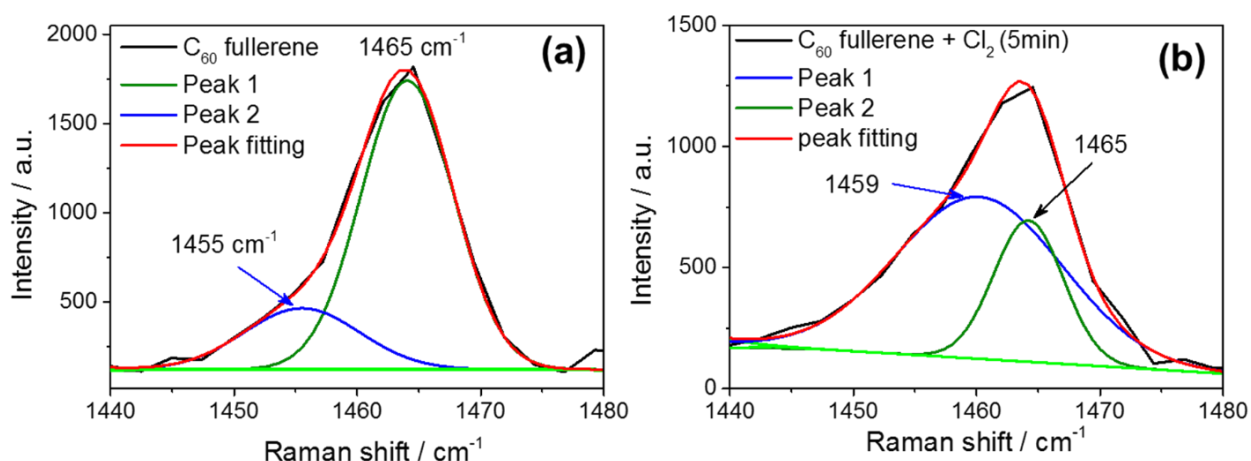 (a)
C₆₀ fullerene
Peak 1
Peak 2
Peak fitting
1465 cm⁻¹
1455 cm⁻¹
2000
1500
1000
500
Intensity / a.u.
1440
1450
1460
1470
1480
Raman shift / cm⁻¹
(b)
C₆₀ fullerene + Cl₂ (5min)
Peak 1
Peak 2
peak fitting
1459
1465
1500
1000
500
0
Intensity / a.u.
1440
1450
1460
1470
1480
Raman shift / cm⁻¹